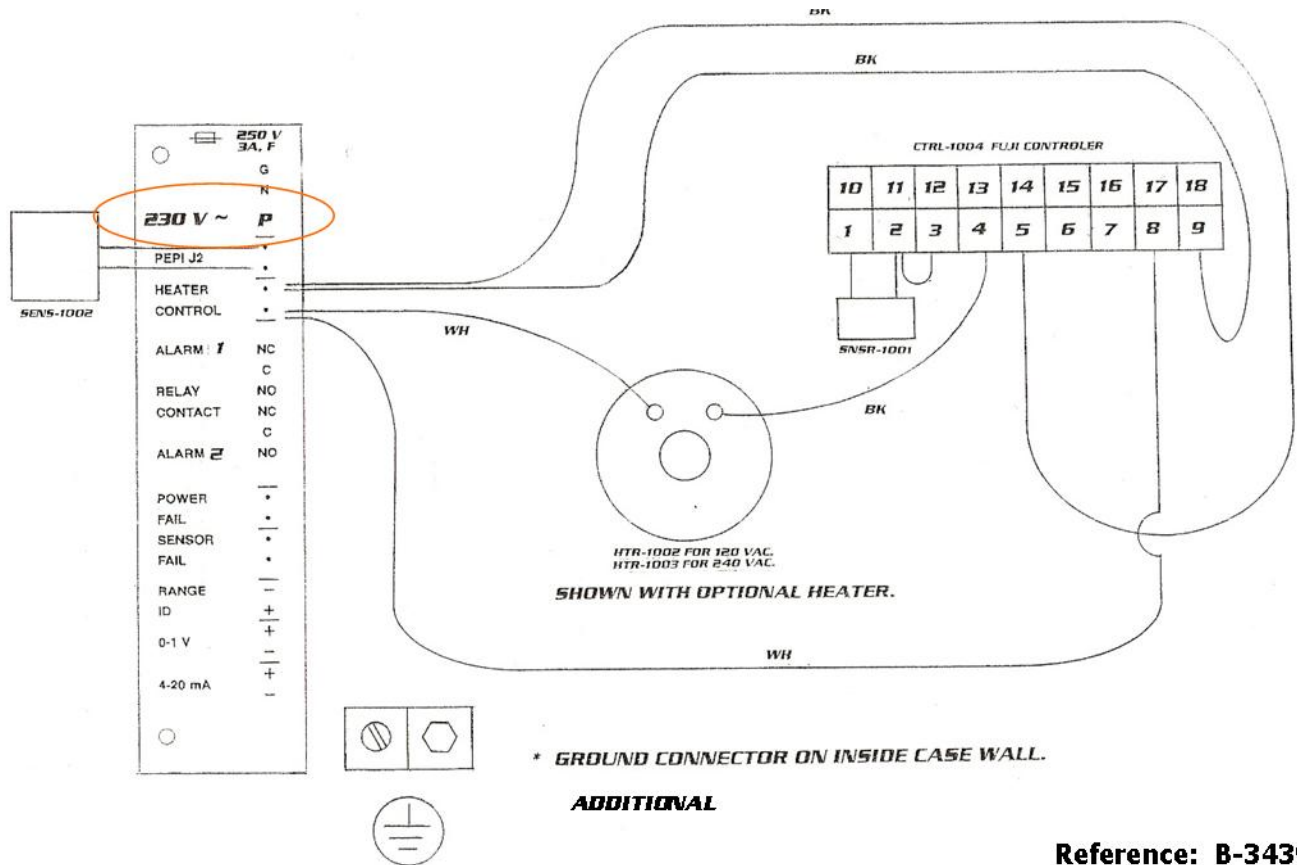 BK
BK
250 V
3A, F
G
N
230 V ~ P
PEPI J2
HEATER
CONTROL
SENS-1002
ALARM 1 NC
C
RELAY NO
CONTACT NC
C
ALARM 2 NO
POWER
FAIL
SENSOR
FAIL
RANGE −
ID +
+
0-1 V
−
+
4-20 mA
−
CTRL-1004 FUJI CONTROLER
10 11 12 13 14 15 16 17 18
1 2 3 4 5 6 7 8 9
SNSR-1001
WH
BK
HTR-1002 FOR 120 VAC.
HTR-1003 FOR 240 VAC.
SHOWN WITH OPTIONAL HEATER.
WH
* GROUND CONNECTOR ON INSIDE CASE WALL.
ADDITIONAL
Reference: B-343